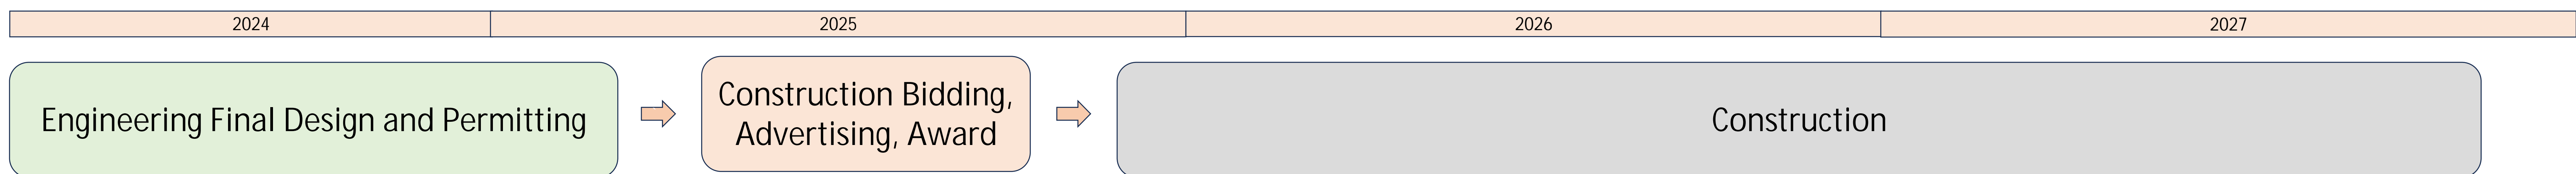 2024 2025 2026 2027
Engineering Final Design and Permitting
Construction Bidding,
Advertising, Award
Construction